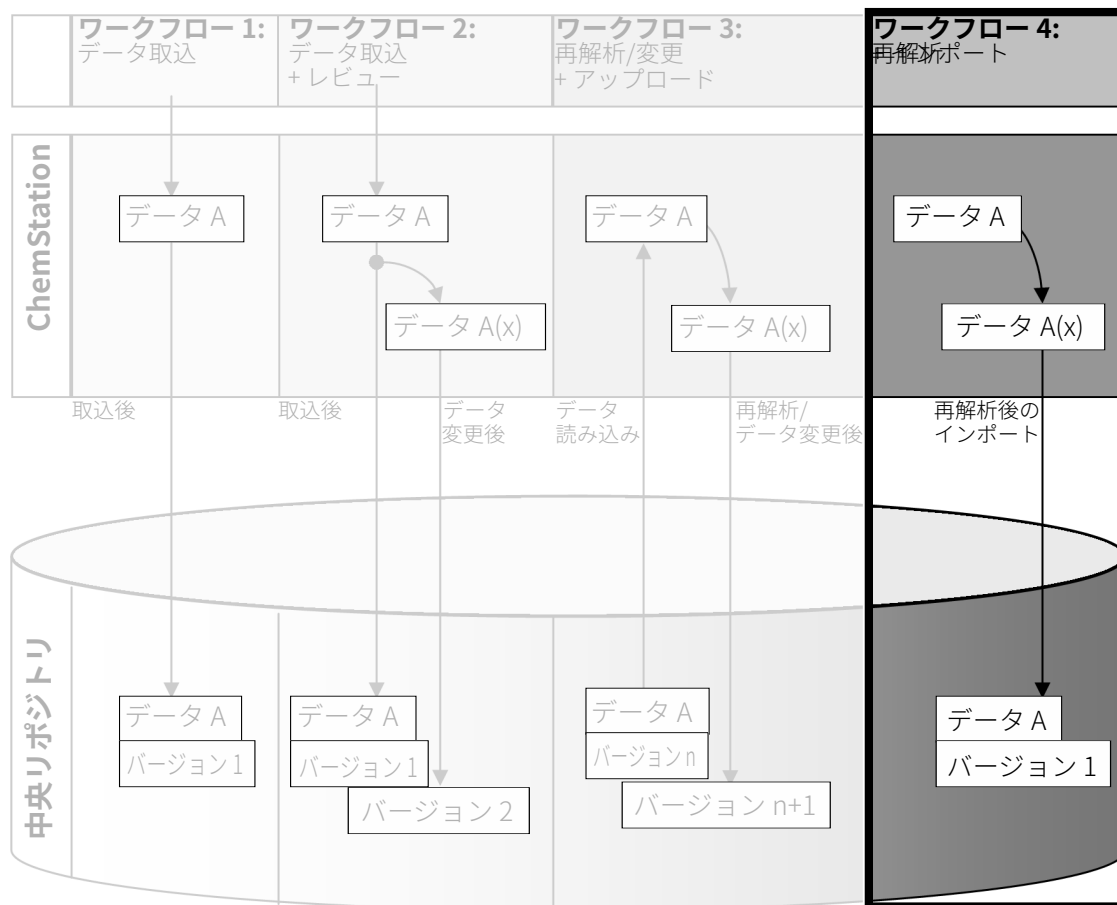 ワークフロー 1:
データ取込
ワークフロー 2:
データ取込
+ レビュー
ワークフロー 3:
再解析/変更
+ アップロード
ワークフロー 4:
再解析
インポート
ChemStation
データ A
データ A
データ A
データ A
データ A(x)
データ A(x)
データ A(x)
取込後
取込後
データ
変更後
データ
読み込み
再解析/
データ変更後
再解析後の
インポート
中央リポジトリ
データ A
バージョン 1
データ A
バージョン 1
バージョン 2
データ A
バージョン n
バージョン n+1
データ A
バージョン 1